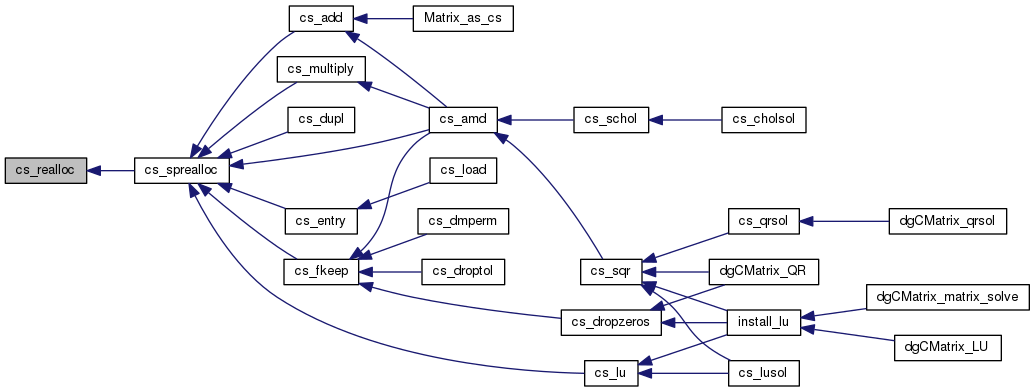 cs_add
Matrix_as_cs
cs_multiply
cs_dupl
cs_amd
cs_schol
cs_cholsol
cs_realloc
cs_sprealloc
cs_load
cs_entry
cs_dmperm
cs_qrsol
dgCMatrix_qrsol
cs_fkeep
cs_droptol
cs_sqr
dgCMatrix_QR
dgCMatrix_matrix_solve
cs_dropzeros
install_lu
dgCMatrix_LU
cs_lu
cs_lusol